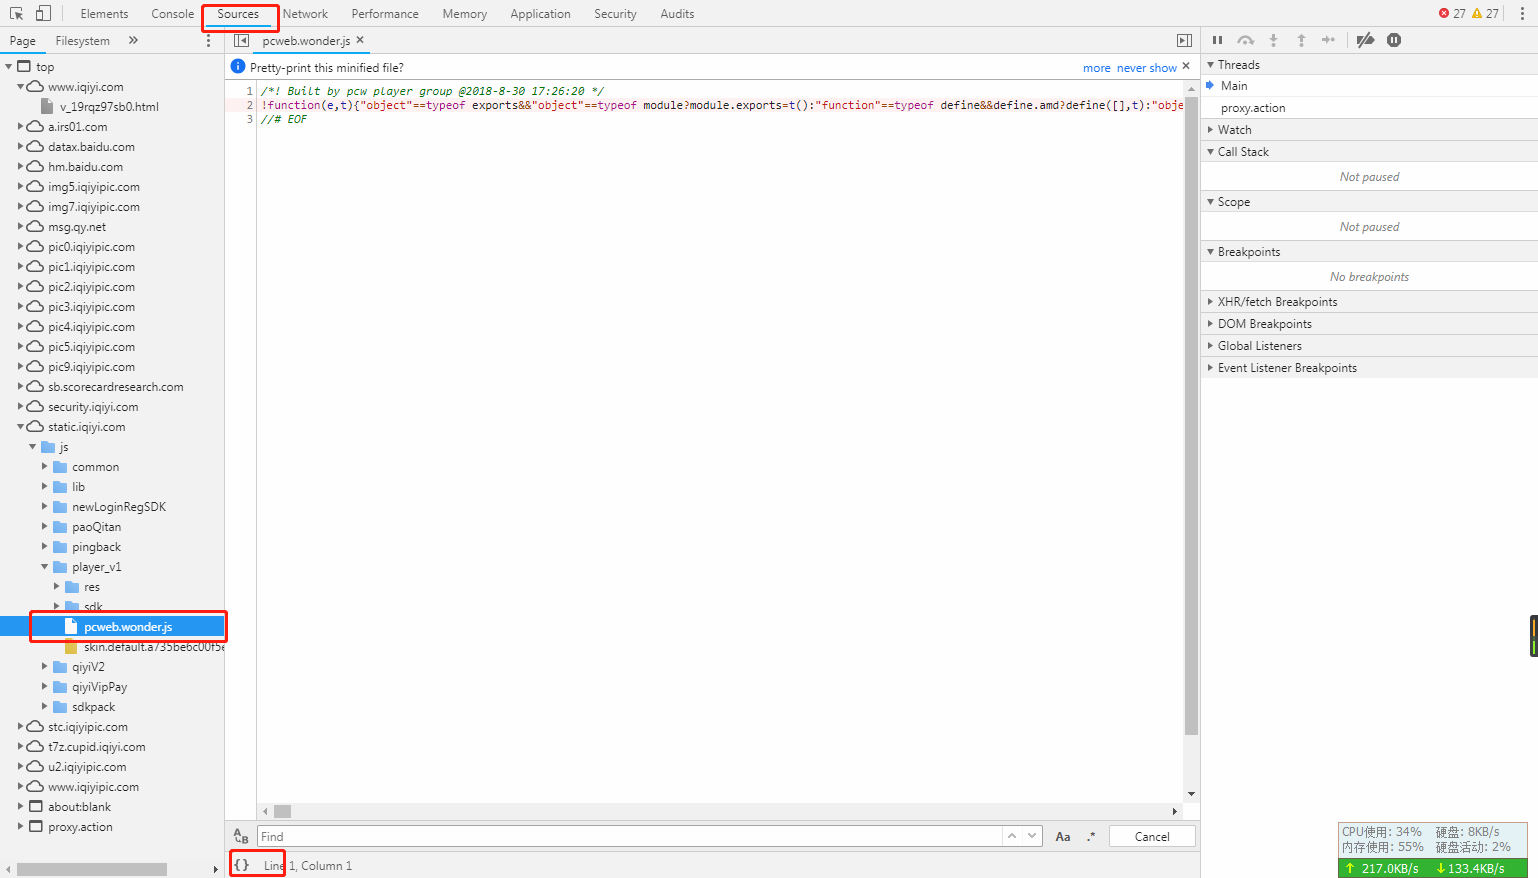 Elements Console Sources Network Performance Memory Application Security Audits 27 27
Page Filesystem » pcweb.wonder.js ×
Pretty-print this minified file? more never show ×
1 /*! Built by pcw player group @2018-8-30 17:26:20 */
2 !function(e,t){"object"==typeof exports&&"object"==typeof module?module.exports=t():"function"==typeof define&&define.amd?define([],t):"obje
3 //# EOF
top
www.iqiyi.com
v_19rqz97sb0.html
a.irs01.com
datax.baidu.com
hm.baidu.com
img5.iqiyipic.com
img7.iqiyipic.com
msg.qy.net
pic0.iqiyipic.com
pic1.iqiyipic.com
pic2.iqiyipic.com
pic3.iqiyipic.com
pic4.iqiyipic.com
pic5.iqiyipic.com
pic9.iqiyipic.com
sb.scorecardresearch.com
security.iqiyi.com
static.iqiyi.com
js
common
lib
newLoginRegSDK
paoQitan
pingback
player_v1
res
sdk
pcweb.wonder.js
skin.default.a735be6c00f5e
qiyiV2
qiyiVipPay
sdkpack
stc.iqiyipic.com
t7z.cupid.iqiyi.com
u2.iqiyipic.com
www.iqiyipic.com
about:blank
proxy.action
Threads
Main
proxy.action
Watch
Call Stack
Not paused
Scope
Not paused
Breakpoints
No breakpoints
XHR/fetch Breakpoints
DOM Breakpoints
Global Listeners
Event Listener Breakpoints
Find Aa .* Cancel
{} Line 1, Column 1
CPU使用: 34% 硬盘: 8KB/s
内存使用: 55% 硬盘活动: 2%
↑ 217.0KB/s ↓133.4KB/s